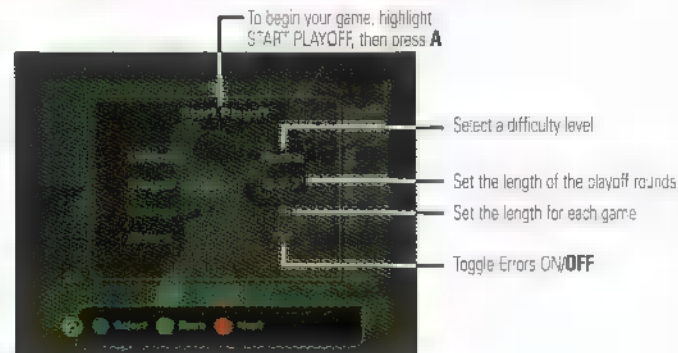 To begin your game, highlight
START PLAYOFF, then press A
Select a difficulty level
Set the length of the playoff rounds
Set the length for each game
Toggle Errors ON/OFF
Select